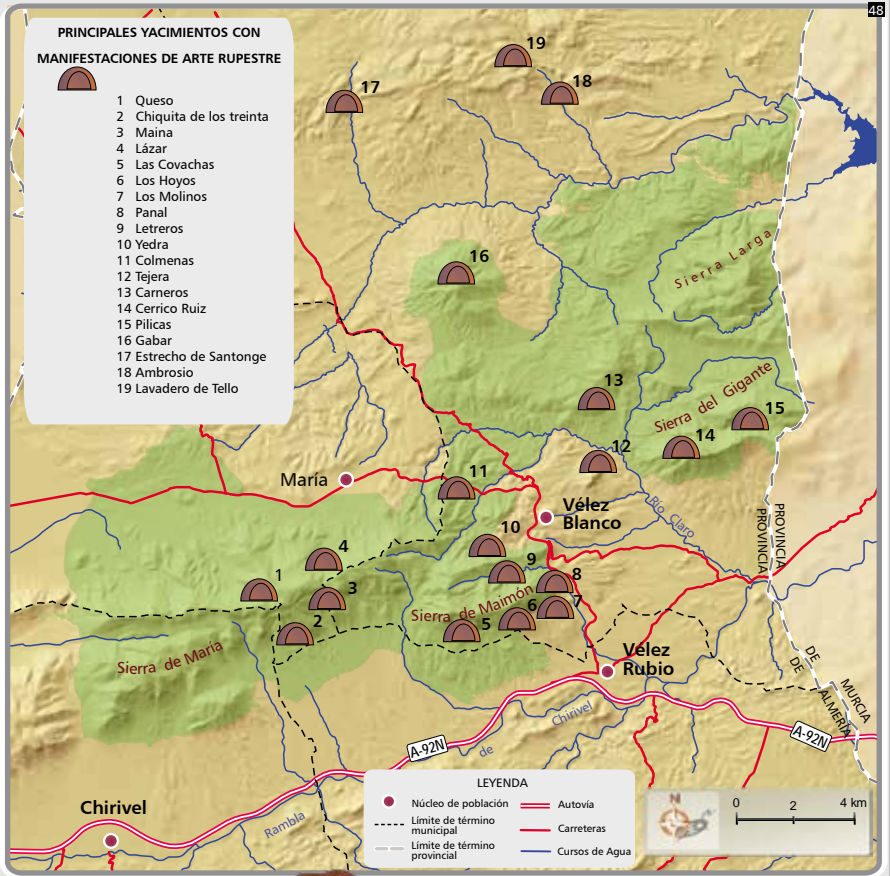 48
PRINCIPALES YACIMIENTOS CON
MANIFESTACIONES DE ARTE RUPESTRE
1 Queso
2 Chiquita de los treinta
3 Maina
4 Lázar
5 Las Covachas
6 Los Hoyos
7 Los Molinos
8 Panal
9 Letreros
10 Yedra
11 Colmenas
12 Tejera
13 Carneros
14 Cerrico Ruiz
15 Pilicas
16 Gabar
17 Estrecho de Santonge
18 Ambrosio
19 Lavadero de Tello
19
18
17
16
Sierra Larga
13
Sierra del Gigante
15
14
12
11
María
Vélez
Blanco
Río Claro
PROVINCIA
PROVINCIA
10
9
8
7
6
5
4
3
2
1
Sierra de Maimón
Sierra de María
Vélez
Rubio
DE
DE
MURCIA
ALMERÍA
Chirivel
de
Rambla
A-92N
A-92N
Chirivel
LEYENDA
Núcleo de población
Límite de término
municipal
Límite de término
provincial
Autovía
Carreteras
Cursos de Agua
N
0 2 4 km